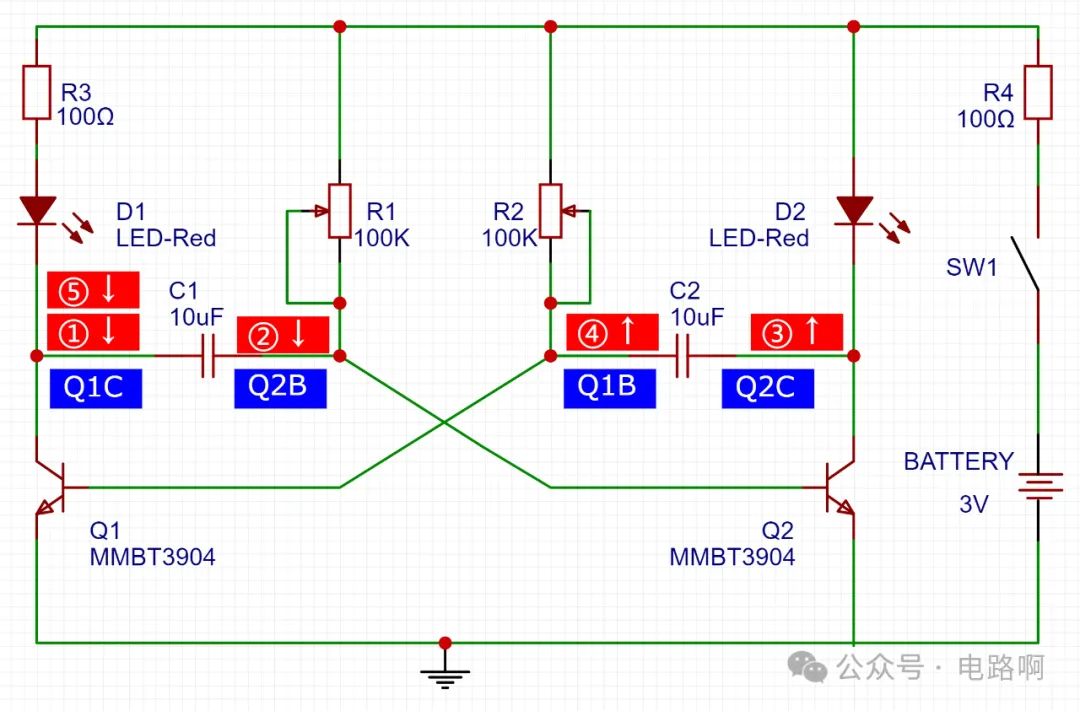 R3
100Ω
R4
100Ω
D1
LED-Red
R1
100K
R2
100K
D2
LED-Red
SW1
⑤ ↓
① ↓
C1
10uF
② ↓
④ ↑
C2
10uF
③ ↑
Q1C
Q2B
Q1B
Q2C
BATTERY
3V
Q1
MMBT3904
Q2
MMBT3904
公众号 · 电路啊